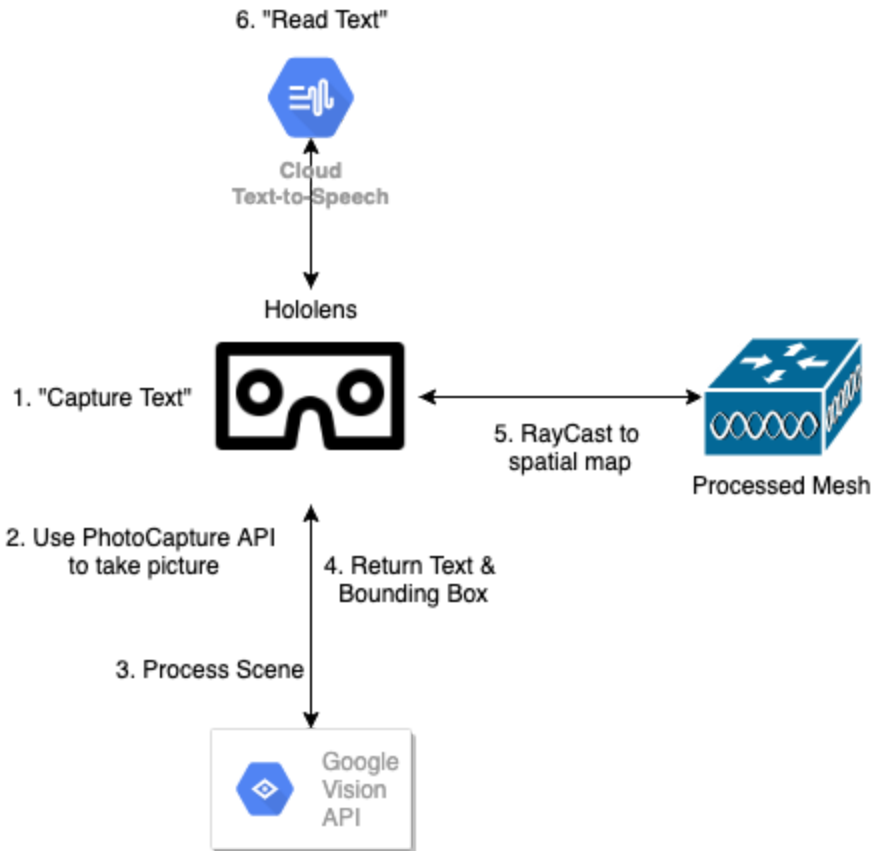 6. "Read Text"
Cloud
Text-to-Speech
Hololens
1. "Capture Text"
5. RayCast to
spatial map
Processed Mesh
2. Use PhotoCapture API
to take picture
4. Return Text &
Bounding Box
3. Process Scene
Google
Vision
API